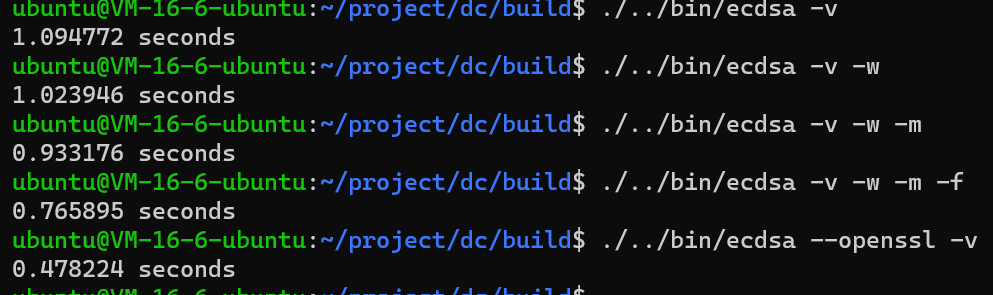 ubuntu@VM-16-6-ubuntu:~/project/dc/build$ ./../bin/ecdsa -v
1.094772 seconds
ubuntu@VM-16-6-ubuntu:~/project/dc/build$ ./../bin/ecdsa -v -w
1.023946 seconds
ubuntu@VM-16-6-ubuntu:~/project/dc/build$ ./../bin/ecdsa -v -w -m
0.933176 seconds
ubuntu@VM-16-6-ubuntu:~/project/dc/build$ ./../bin/ecdsa -v -w -m -f
0.765895 seconds
ubuntu@VM-16-6-ubuntu:~/project/dc/build$ ./../bin/ecdsa --openssl -v
0.478224 seconds